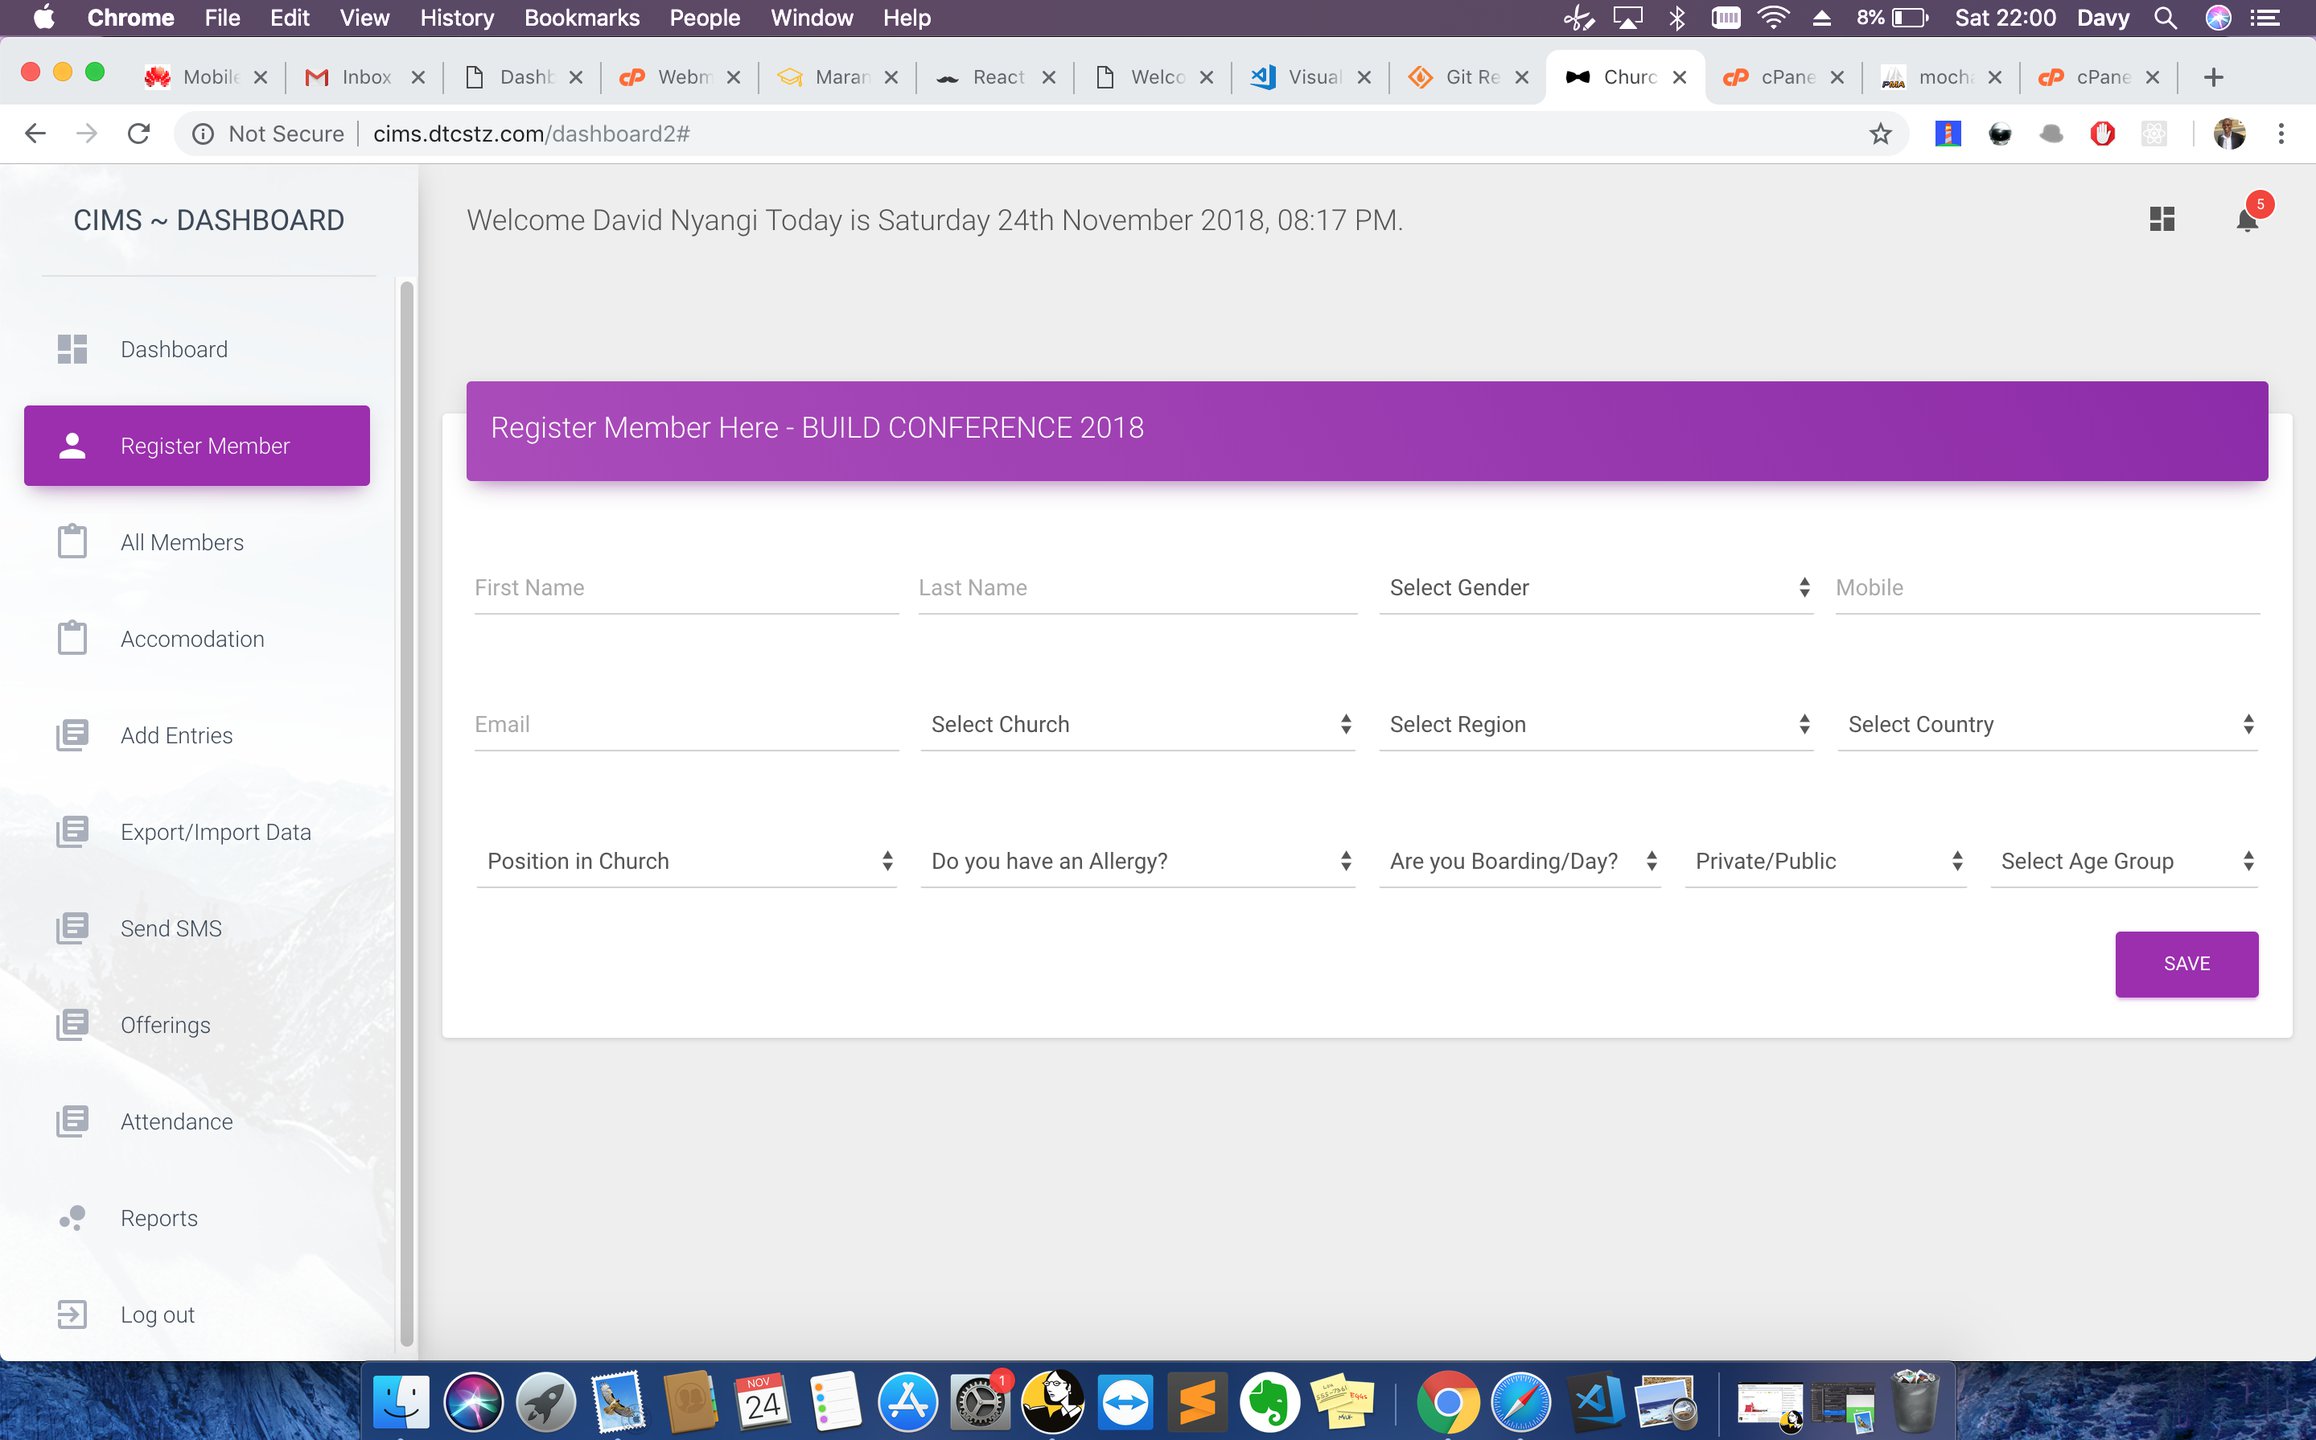 Chrome File Edit View History Bookmarks People Window Help 8% Sat 22:00 Davy
Mobile Inbox Dashb Webm Maran React Welco Visual Git Re Churc cPane mocha cPane
Not Secure cims.dtcstz.com/dashboard2#
CIMS ~ DASHBOARD
Welcome David Nyangi Today is Saturday 24th November 2018, 08:17 PM.
5
Dashboard
Register Member
All Members
Accomodation
Add Entries
Export/Import Data
Send SMS
Offerings
Attendance
Reports
Log out
Register Member Here - BUILD CONFERENCE 2018
First Name Last Name Select Gender Mobile
Email Select Church Select Region Select Country
Position in Church Do you have an Allergy? Are you Boarding/Day? Private/Public Select Age Group
SAVE
NOV
24
1